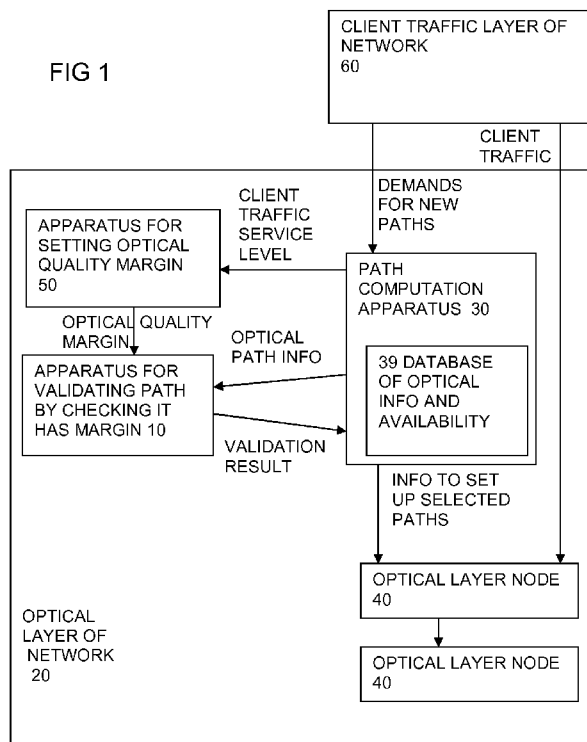 FIG 1
CLIENT TRAFFIC LAYER OF
NETWORK
60
CLIENT
TRAFFIC
DEMANDS
FOR NEW
PATHS
CLIENT
TRAFFIC
SERVICE
LEVEL
APPARATUS FOR
SETTING OPTICAL
QUALITY MARGIN
50
PATH
COMPUTATION
APPARATUS 30
OPTICAL QUALITY
MARGIN
OPTICAL
PATH INFO
APPARATUS FOR
VALIDATING PATH
BY CHECKING IT
HAS MARGIN 10
39 DATABASE
OF OPTICAL
INFO AND
AVAILABILITY
VALIDATION
RESULT
INFO TO SET
UP SELECTED
PATHS
OPTICAL LAYER NODE
40
OPTICAL
LAYER OF
NETWORK
20
OPTICAL LAYER NODE
40